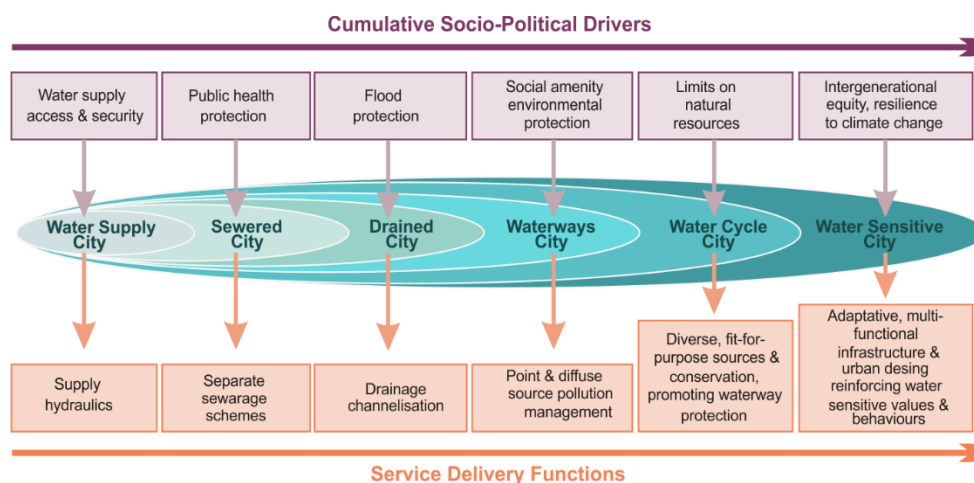 Cumulative Socio-Political Drivers
Water supply
access & security
Public health
protection
Flood
protection
Social amenity
environmental
protection
Limits on
natural
resources
Intergenerational
equity, resilience
to climate change
Water Supply
City
Sewered
City
Drained
City
Waterways
City
Water Cycle
City
Water Sensitive
City
Supply
hydraulics
Separate
sewarage
schemes
Drainage
channelisation
Point & diffuse
source pollution
management
Diverse, fit-for-
purpose sources &
conservation,
promoting waterway
protection
Adaptative, multi-
functional
infrastructure &
urban desing
reinforcing water
sensitive values &
behaviours
Service Delivery Functions